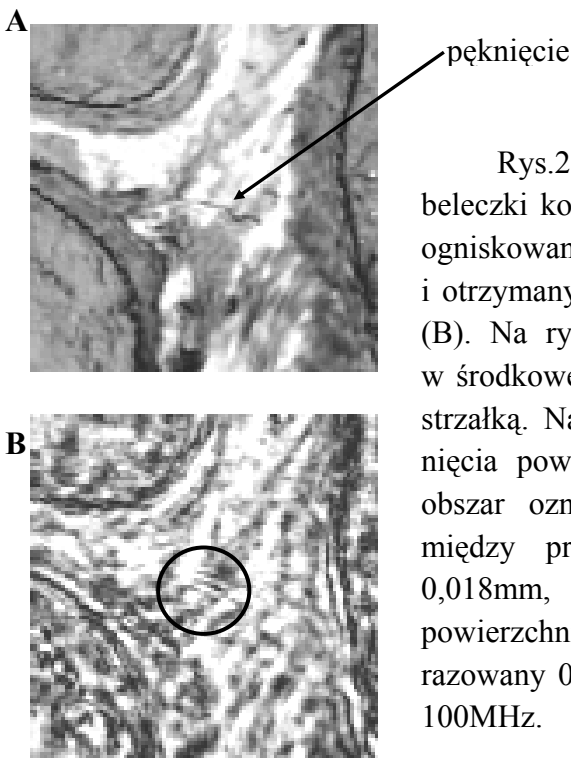 A
pęknięcie
Rys.2
beleczki ko
ogniskowan
i otrzymany
(B). Na ry
w środkowe
strzałką. Na
nięcia pow
obszar ozn
między pr
0,018mm,
powierzchn
razowany 0
100MHz.
B